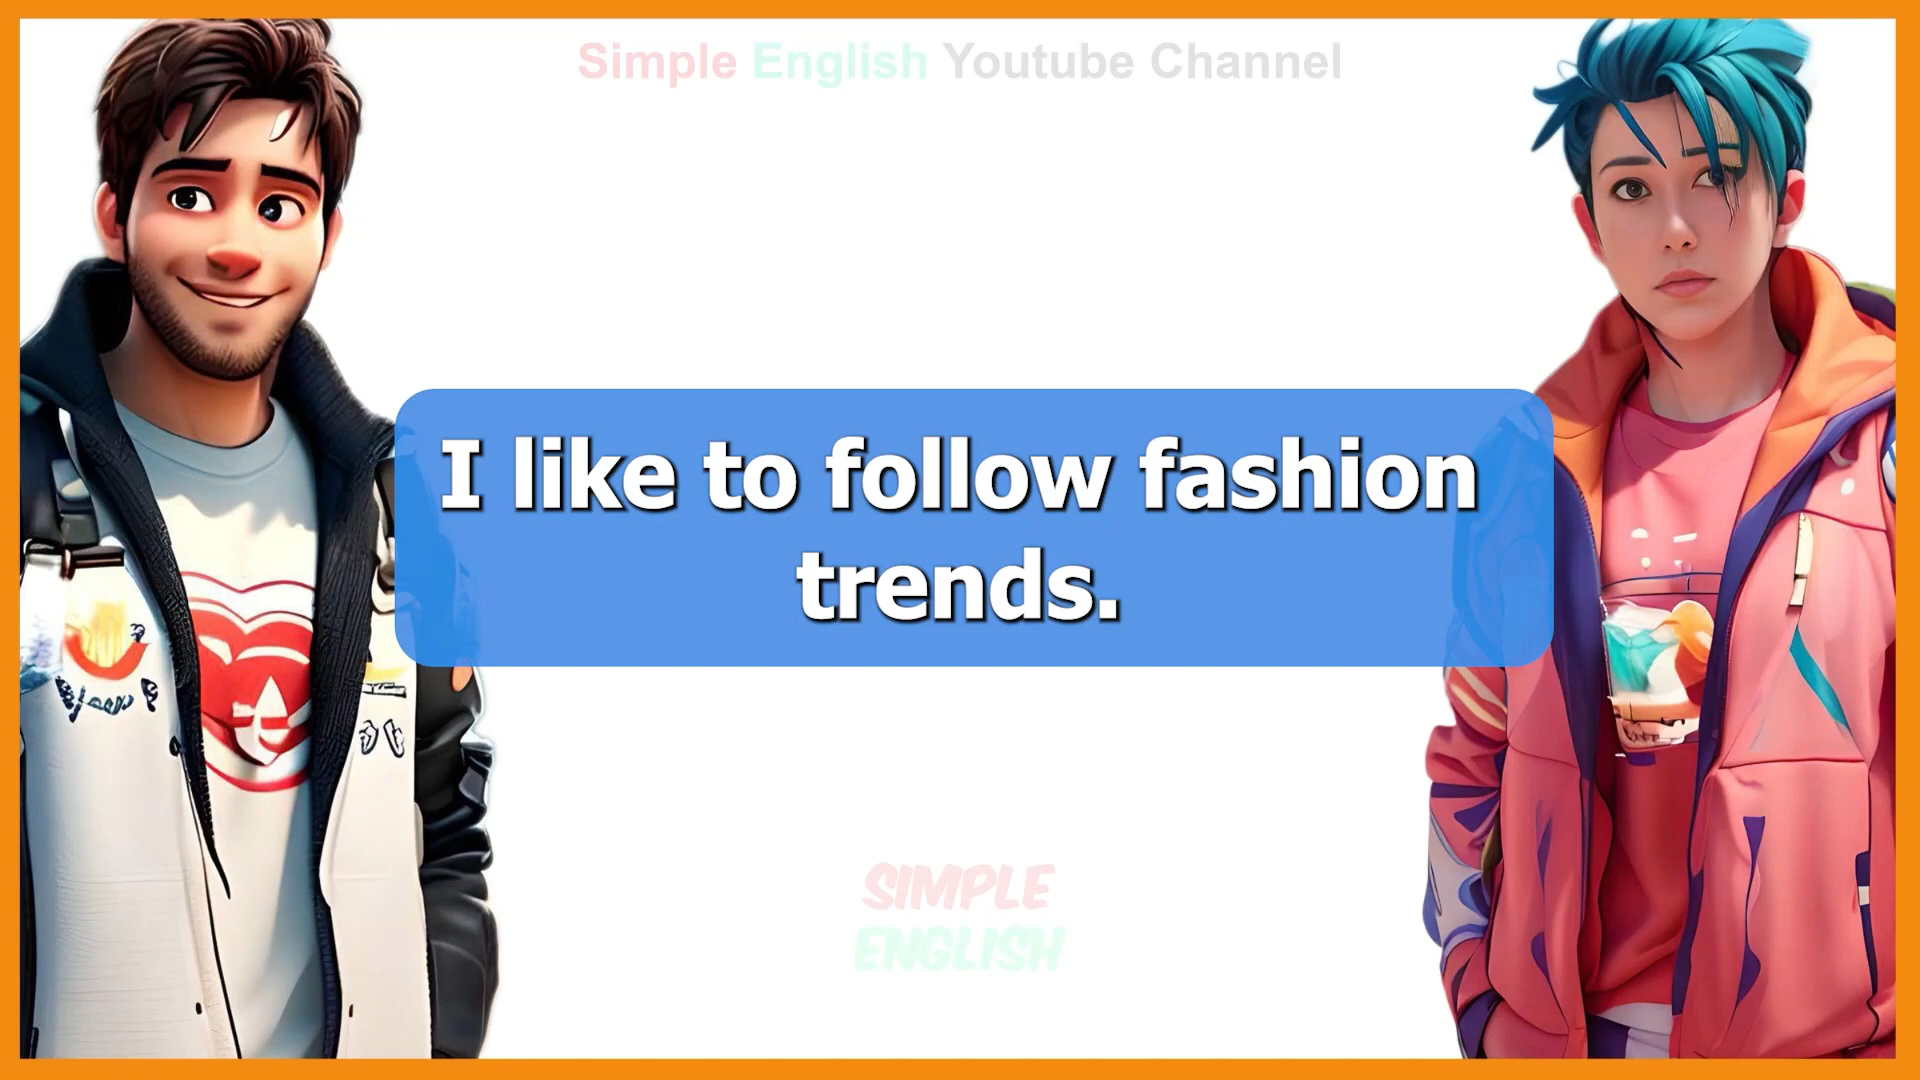 Simple English Youtube Channel
I like to follow fashion
trends.
SIMPLE
ENGLISH